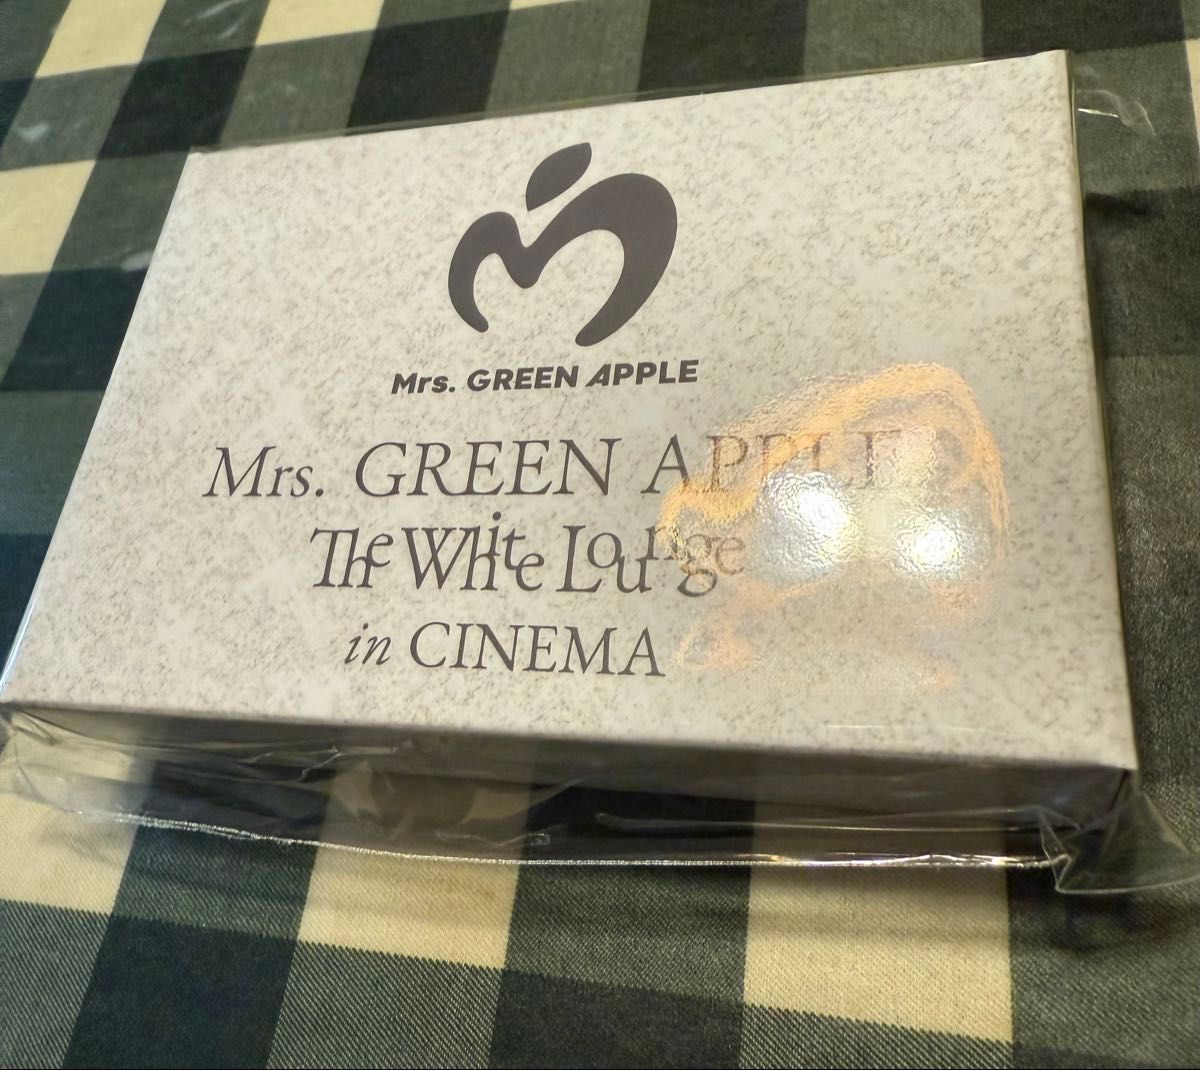 Mrs. GREEN APPLE
Mrs. GREEN APPLE
The White Lounge
in CINEMA